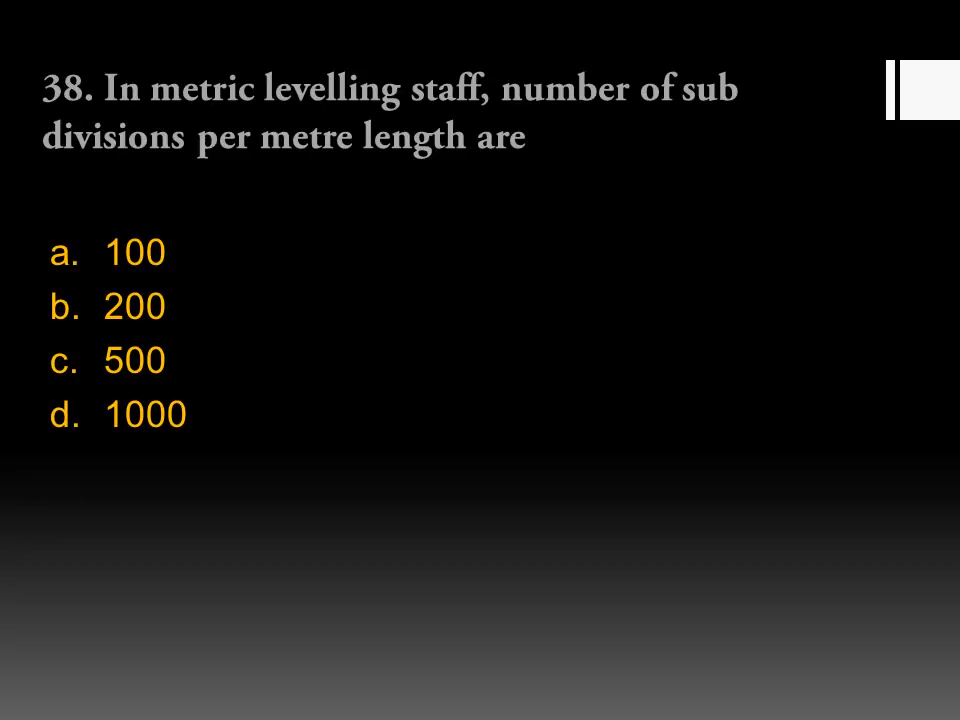 38. In metric levelling staff, number of sub
divisions per metre length are
a. 100
b. 200
c. 500
d. 1000